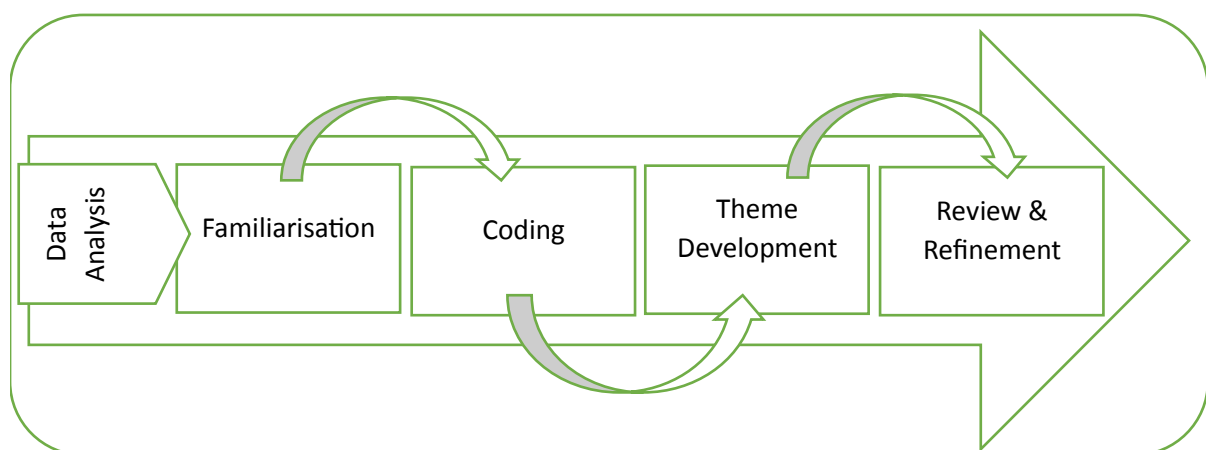 Data
Analysis
Familiarisation
Coding
Theme
Development
Review &
Refinement